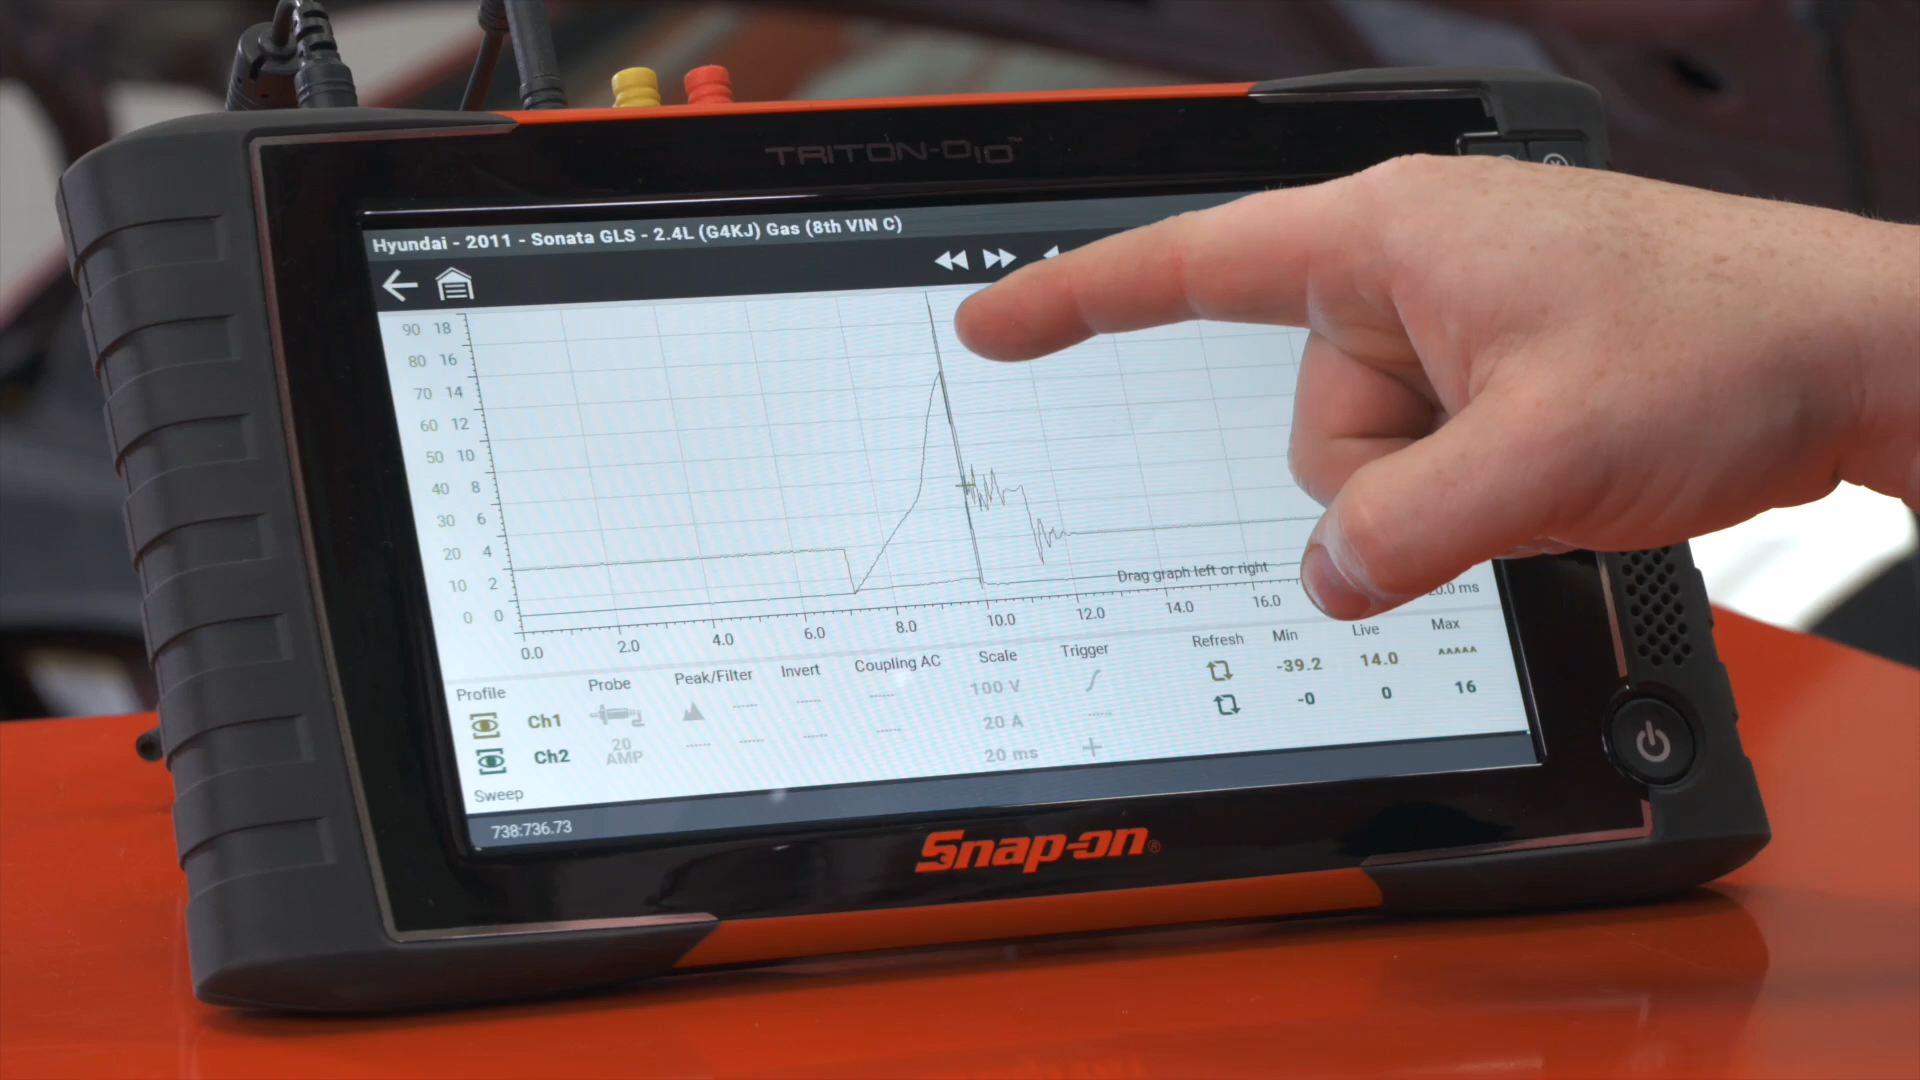 TRITON-D10™
Hyundai - 2011 - Sonata GLS - 2.4L (G4KJ) Gas (8th VIN C)
90 18
80 16
70 14
60 12
50 10
40 8
30 6
20 4
10 2
0 0
Drag graph left or right
0.0 2.0 4.0 6.0 8.0 10.0 12.0 14.0 16.0 20.0 ms
Profile Probe Peak/Filter Invert Coupling AC Scale Trigger Refresh Min Live Max
Ch1 ------ ------ ------ 100 V -39.2 14.0 ^^^^^
Ch2 20 AMP ------ ------ ------ ------ 20 A ------ -0 0 16
Sweep 20 ms
738:736.73
Snap-on®